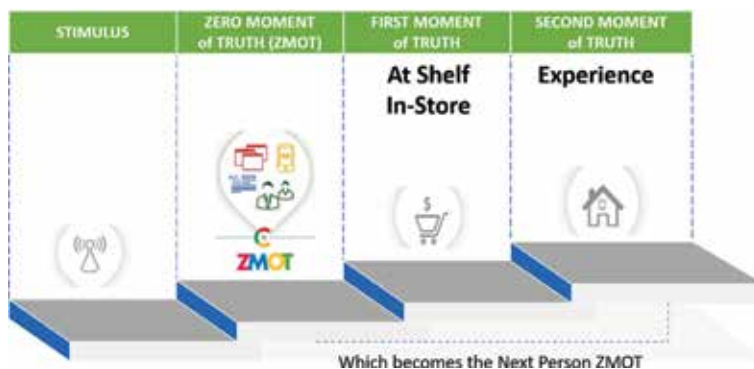 STIMULUS
ZERO MOMENT
of TRUTH (ZMOT)
FIRST MOMENT
of TRUTH
SECOND MOMENT
of TRUTH
At Shelf
In-Store
Experience
$
ZMOT
Which becomes the Next Person ZMOT